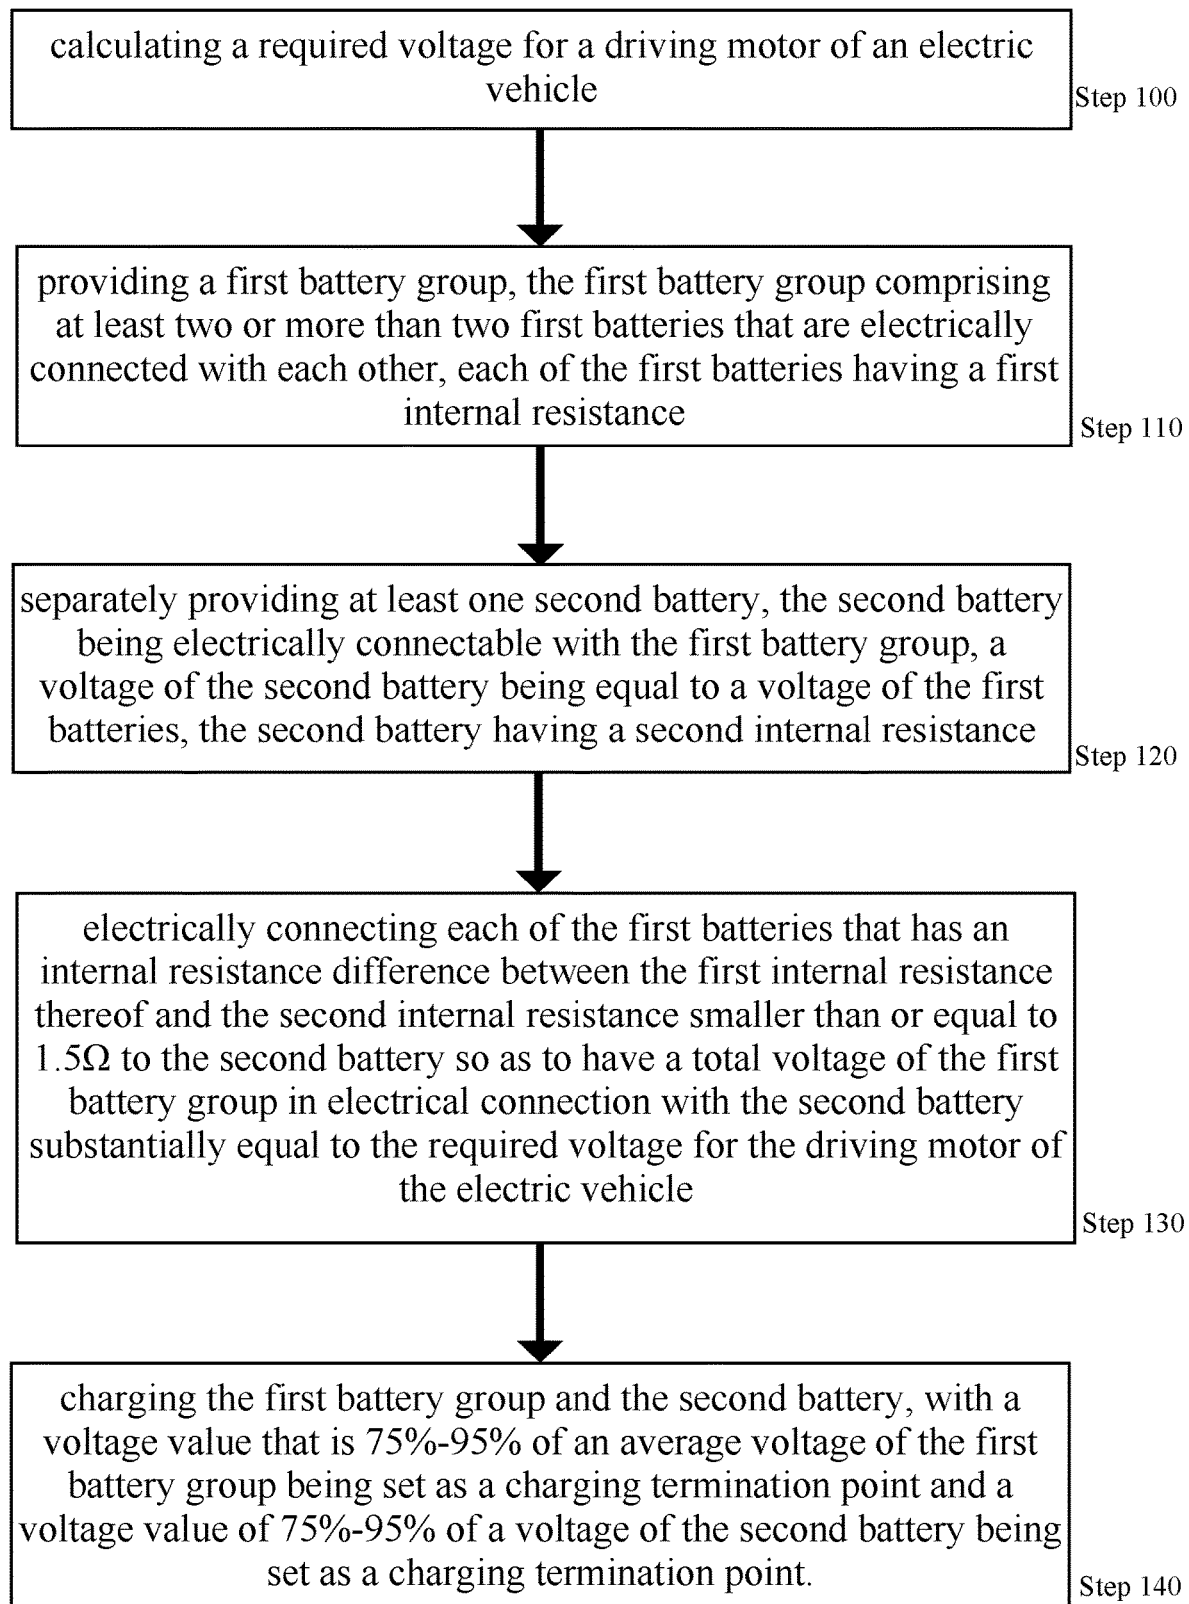 calculating a required voltage for a driving motor of an electric
vehicle
Step 100
providing a first battery group, the first battery group comprising
at least two or more than two first batteries that are electrically
connected with each other, each of the first batteries having a first
internal resistance
Step 110
separately providing at least one second battery, the second battery
being electrically connectable with the first battery group, a
voltage of the second battery being equal to a voltage of the first
batteries, the second battery having a second internal resistance
Step 120
electrically connecting each of the first batteries that has an
internal resistance difference between the first internal resistance
thereof and the second internal resistance smaller than or equal to
1.5Ω to the second battery so as to have a total voltage of the first
battery group in electrical connection with the second battery
substantially equal to the required voltage for the driving motor of
the electric vehicle
Step 130
charging the first battery group and the second battery, with a
voltage value that is 75%-95% of an average voltage of the first
battery group being set as a charging termination point and a
voltage value of 75%-95% of a voltage of the second battery being
set as a charging termination point.
Step 140